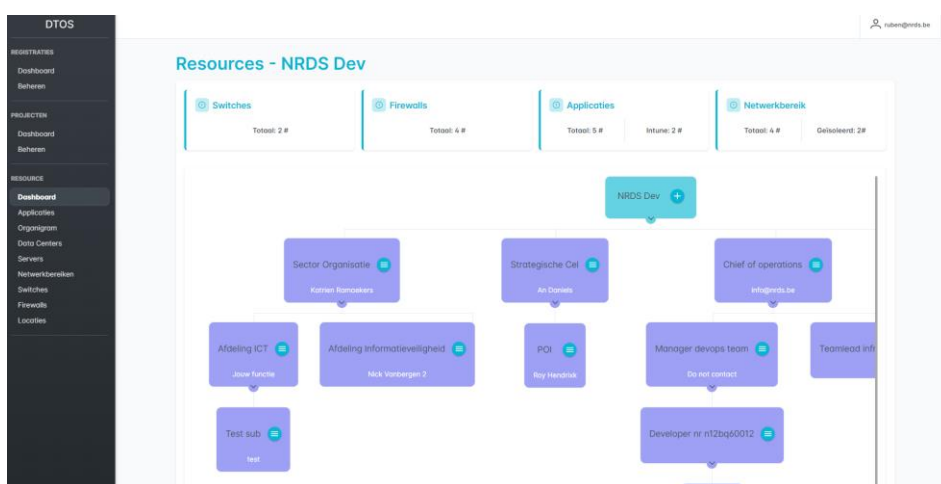 DTOS
ruben@nrds.be
REGISTRATIES
Dashboard
Beheren
PROJECTEN
Dashboard
Beheren
RESOURCE
Dashboard
Applicaties
Organigram
Data Centers
Servers
Netwerkbereiken
Switches
Firewalls
Locaties
Resources - NRDS Dev
Switches
Totaal: 2 #
Firewalls
Totaal: 4 #
Applicaties
Totaal: 5 # Intune: 2 #
Netwerkbereik
Totaal: 4 # Geïsoleerd: 2#
NRDS Dev
Sector Organisatie
Katrien Ramaekers
Strategische Cel
An Daniels
Chief of operations
info@nrds.be
Afdeling ICT
Jouw functie
Afdeling Informatieveiligheid
Nick Vanbergen 2
POI
Roy Hendrick
Manager devops team
Do not contact
Teamlead infr
Test sub
test
Developer nr n12bq60012